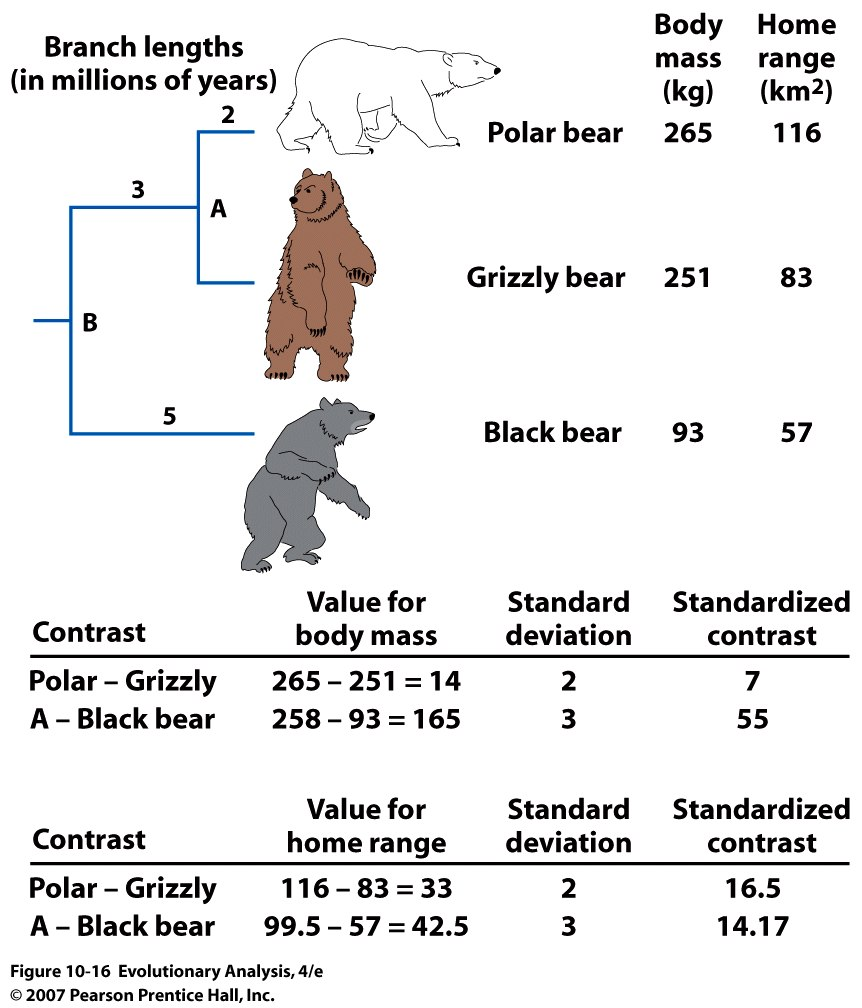 Branch lengths
(in millions of years)
Body mass (kg)
Home range (km²)
2
Polar bear 265 116
3
A
Grizzly bear 251 83
B
5
Black bear 93 57
Contrast Value for body mass Standard deviation Standardized contrast
Polar – Grizzly 265 – 251 = 14 2 7
A – Black bear 258 – 93 = 165 3 55
Contrast Value for home range Standard deviation Standardized contrast
Polar – Grizzly 116 – 83 = 33 2 16.5
A – Black bear 99.5 – 57 = 42.5 3 14.17
Figure 10-16 Evolutionary Analysis, 4/e
© 2007 Pearson Prentice Hall, Inc.